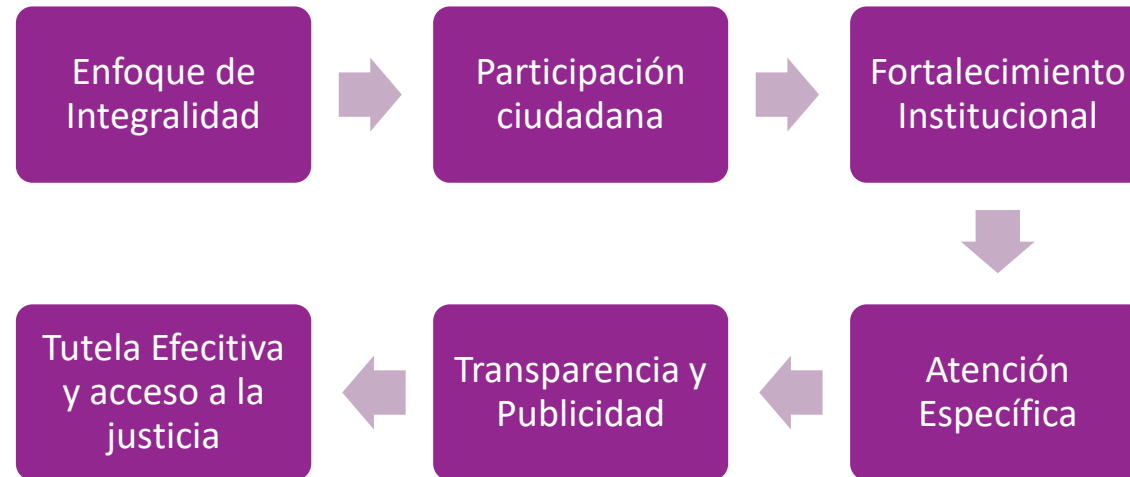 Enfoque de
Integralidad
Participación
ciudadana
Fortalecimiento
Institucional
Atención
Específica
Transparencia y
Publicidad
Tutela Efecitiva
y acceso a la
justicia